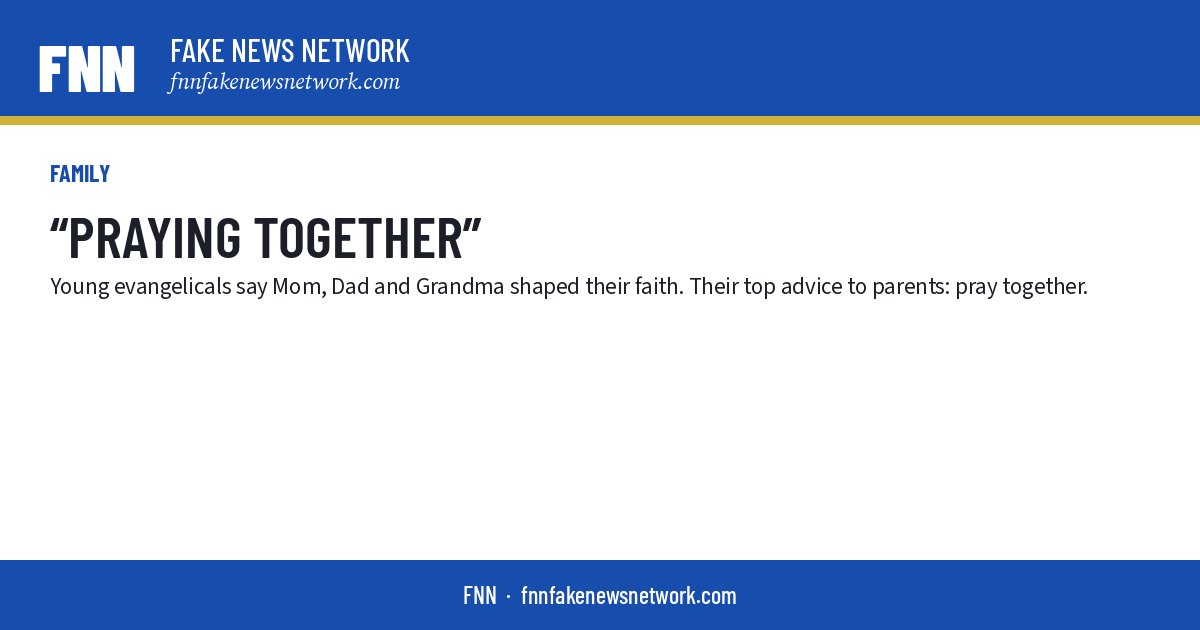 FNN
FAKE NEWS NETWORK
fnnfakenewsnetwork.com
FAMILY
“PRAYING TOGETHER”
Young evangelicals say Mom, Dad and Grandma shaped their faith. Their top advice to parents: pray together.
FNN · fnnfakenewsnetwork.com